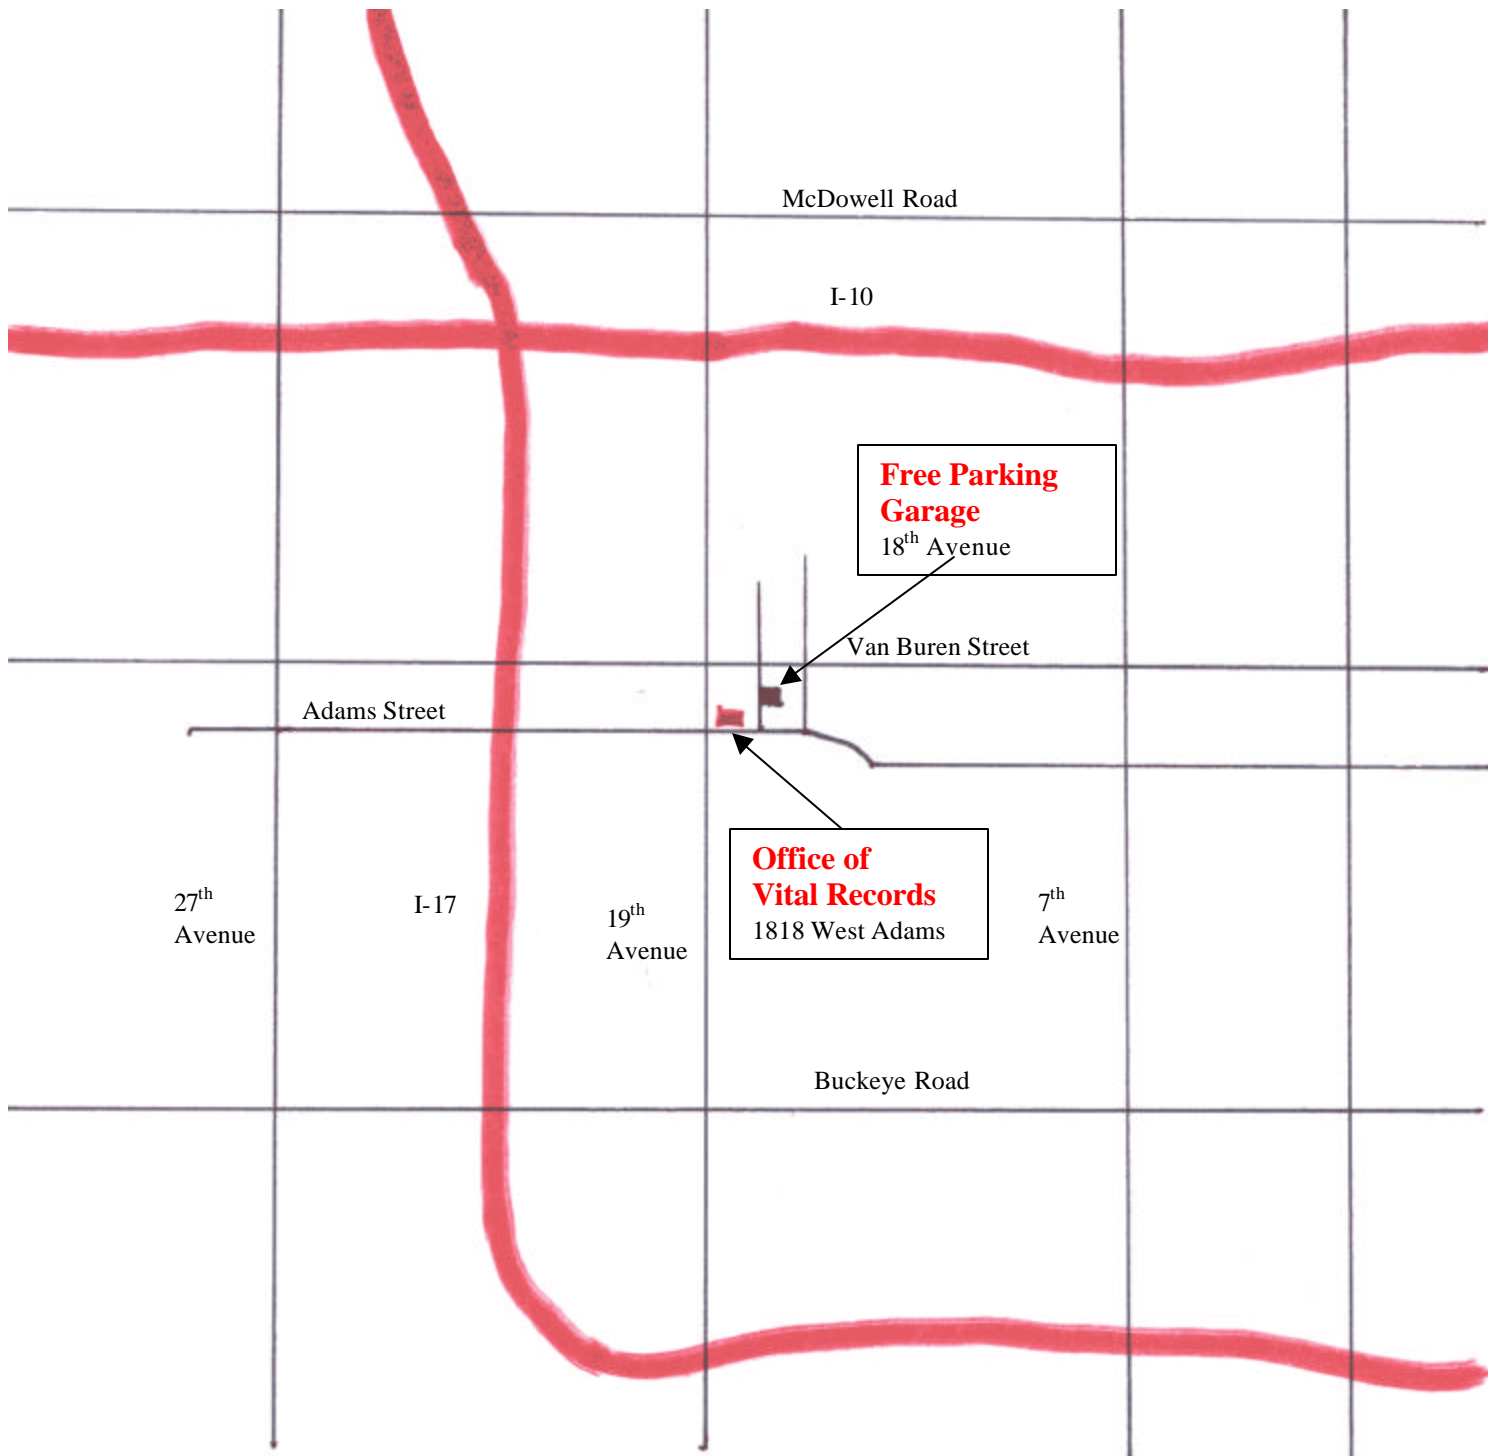 McDowell Road
I-10
Free Parking
Garage
18th Avenue
Van Buren Street
Adams Street
Office of
Vital Records
1818 West Adams
27th
Avenue
I-17
19th
Avenue
7th
Avenue
Buckeye Road